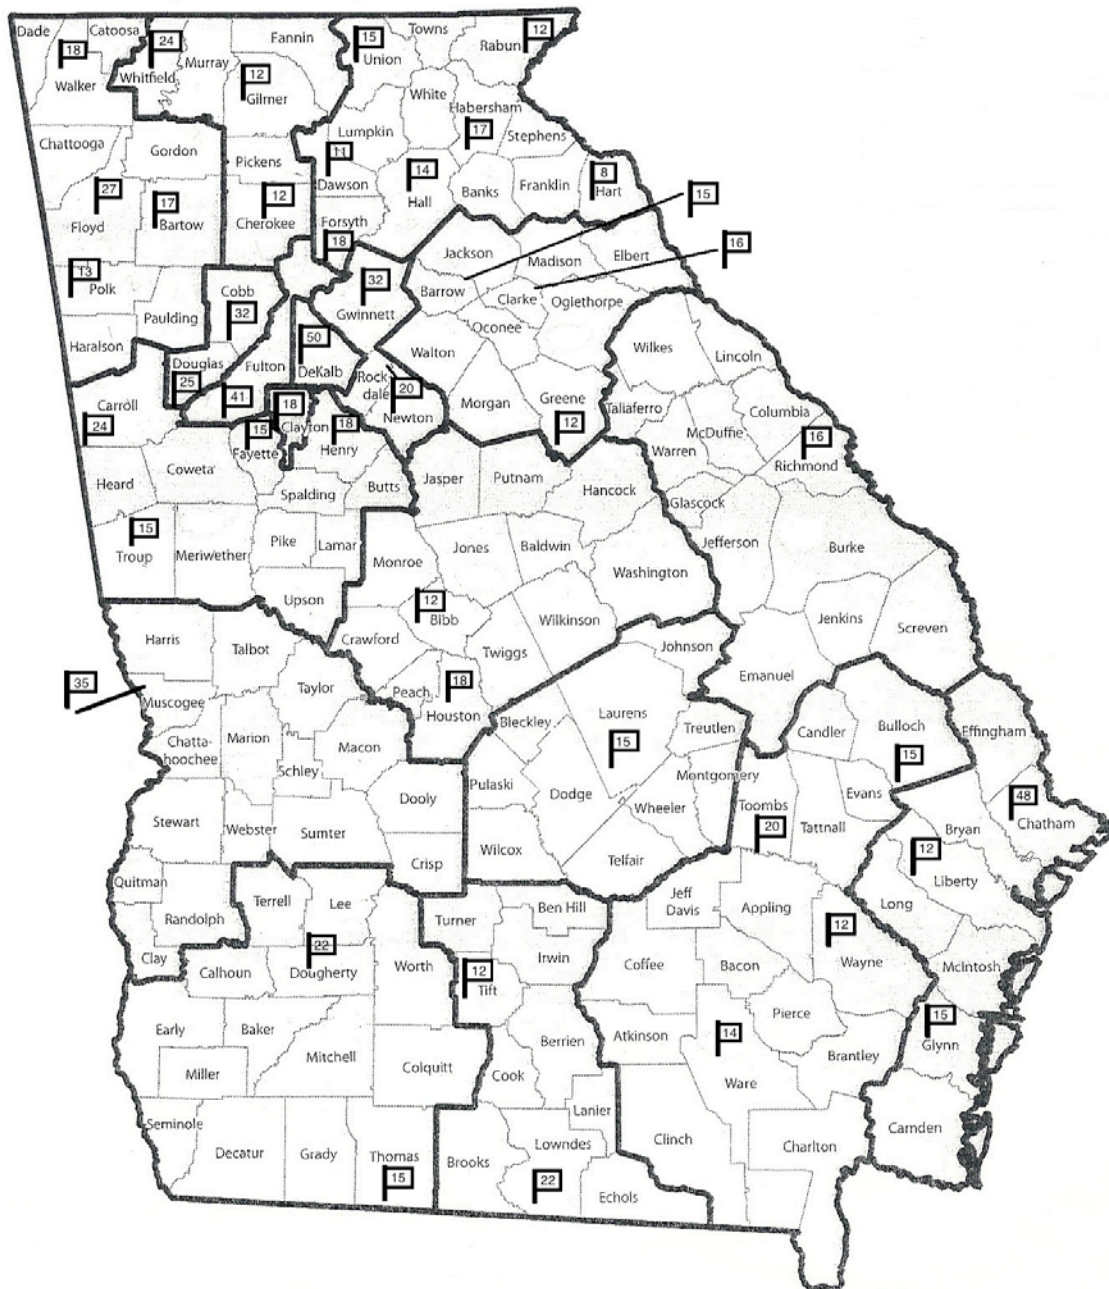 Dade
Catoosa
Fannin
Towns
Rabun
12
15
Union
24
18
Whitfield
Murray
12
Gilmer
Walker
White
Habersham
17
Stephens
Lumpkin
Chattooga
Gordon
Pickens
11
Dawson
14
Hall
Banks
Franklin
8
Hart
15
27
Floyd
17
Bartow
12
Cherokee
Forsyth
18
Jackson
Madison
Elbert
16
13
Polk
Cobb
32
32
Gwinnett
Barrow
Clarke
Oglethorpe
Paulding
Oconee
Haralson
Douglas
25
Fulton
50
DeKalb
Walton
Wilkes
Lincoln
Rock
dale
20
Newton
Morgan
Greene
12
Taliaferro
Columbia
Carroll
24
41
18
Clayton
15
Fayette
18
Henry
McDuffie
16
Richmond
Warren
Heard
Coweta
Spalding
Butts
Jasper
Putnam
Hancock
Glascock
15
Troup
Meriwether
Pike
Lamar
Monroe
Jones
Baldwin
Jefferson
Burke
Washington
Upson
12
Bibb
Wilkinson
Jenkins
Screven
Harris
Talbot
Crawford
Twiggs
Johnson
35
Muscogee
Taylor
Peach
18
Houston
Emanuel
Bleckley
Laurens
15
Treutlen
Candler
Bulloch
15
Effingham
Chatta-
hoochee
Marion
Macon
Schley
Pulaski
Dodge
Montgomery
Evans
48
Chatham
Stewart
Webster
Sumter
Dooly
Wheeler
Toombs
20
Tattnall
Bryan
Crisp
Wilcox
Telfair
12
Liberty
Quitman
Randolph
Terrell
Lee
Jeff
Davis
Appling
Long
Turner
Ben Hill
22
Dougherty
Clay
Calhoun
Worth
12
Tift
Irwin
Coffee
Bacon
12
Wayne
McIntosh
Early
Baker
Mitchell
Berrien
Atkinson
14
Ware
Pierce
15
Glynn
Brantley
Miller
Colquitt
Cook
Lanier
Seminole
Decatur
Grady
Thomas
15
Brooks
Lowndes
22
Echols
Clinch
Charlton
Camden